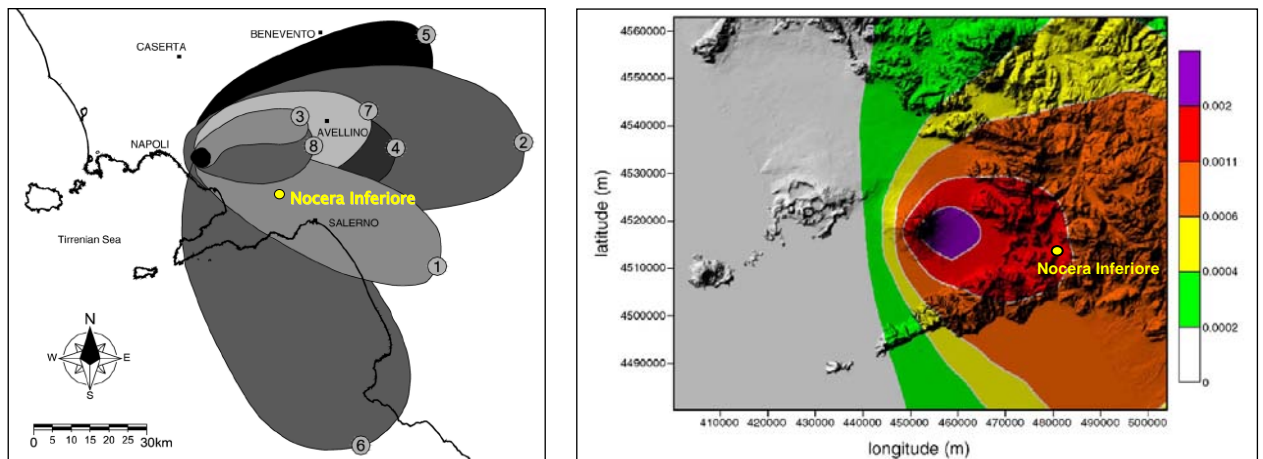 BENEVENTO
CASERTA
5
3
7
AVELLINO
NAPOLI
8
4
2
Nocera Inferiore
SALERNO
Tirrenian Sea
1
N
W E
S
0 5 10 15 20 25 30km
6
4560000
4550000
4540000
4530000
4520000
4510000
4500000
4490000
latitude (m)
410000 420000 430000 440000 450000 460000 470000 480000 490000 500000
longitude (m)
Nocera Inferiore
0.002
0.0011
0.0006
0.0004
0.0002
0